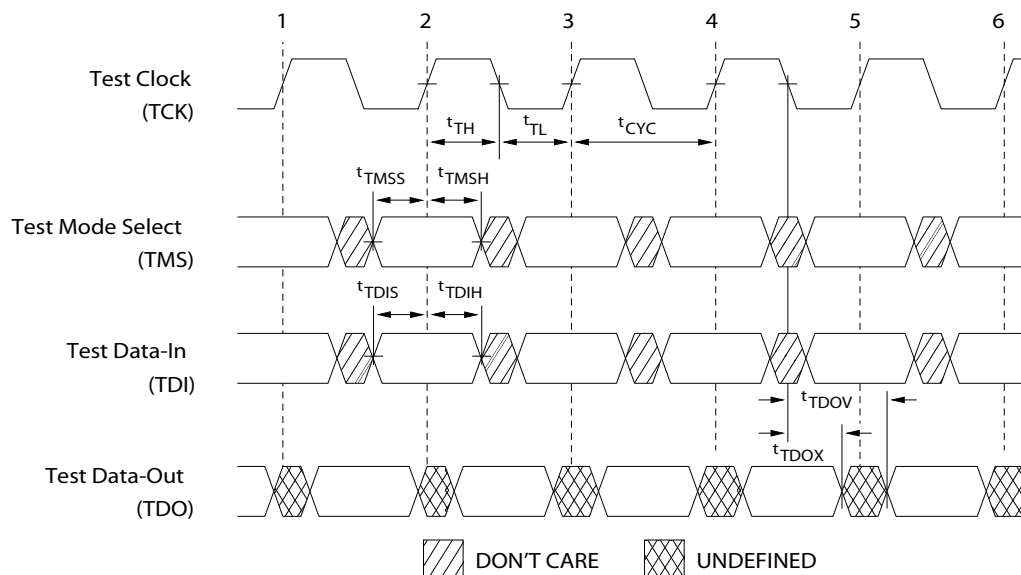 1 2 3 4 5 6
Test Clock
(TCK)
tTH tTL tCYC
tTMSS tTMSH
Test Mode Select
(TMS)
tTDIS tTDIH
Test Data-In
(TDI)
tTDOV
tTDOX
Test Data-Out
(TDO)
DON'T CARE UNDEFINED